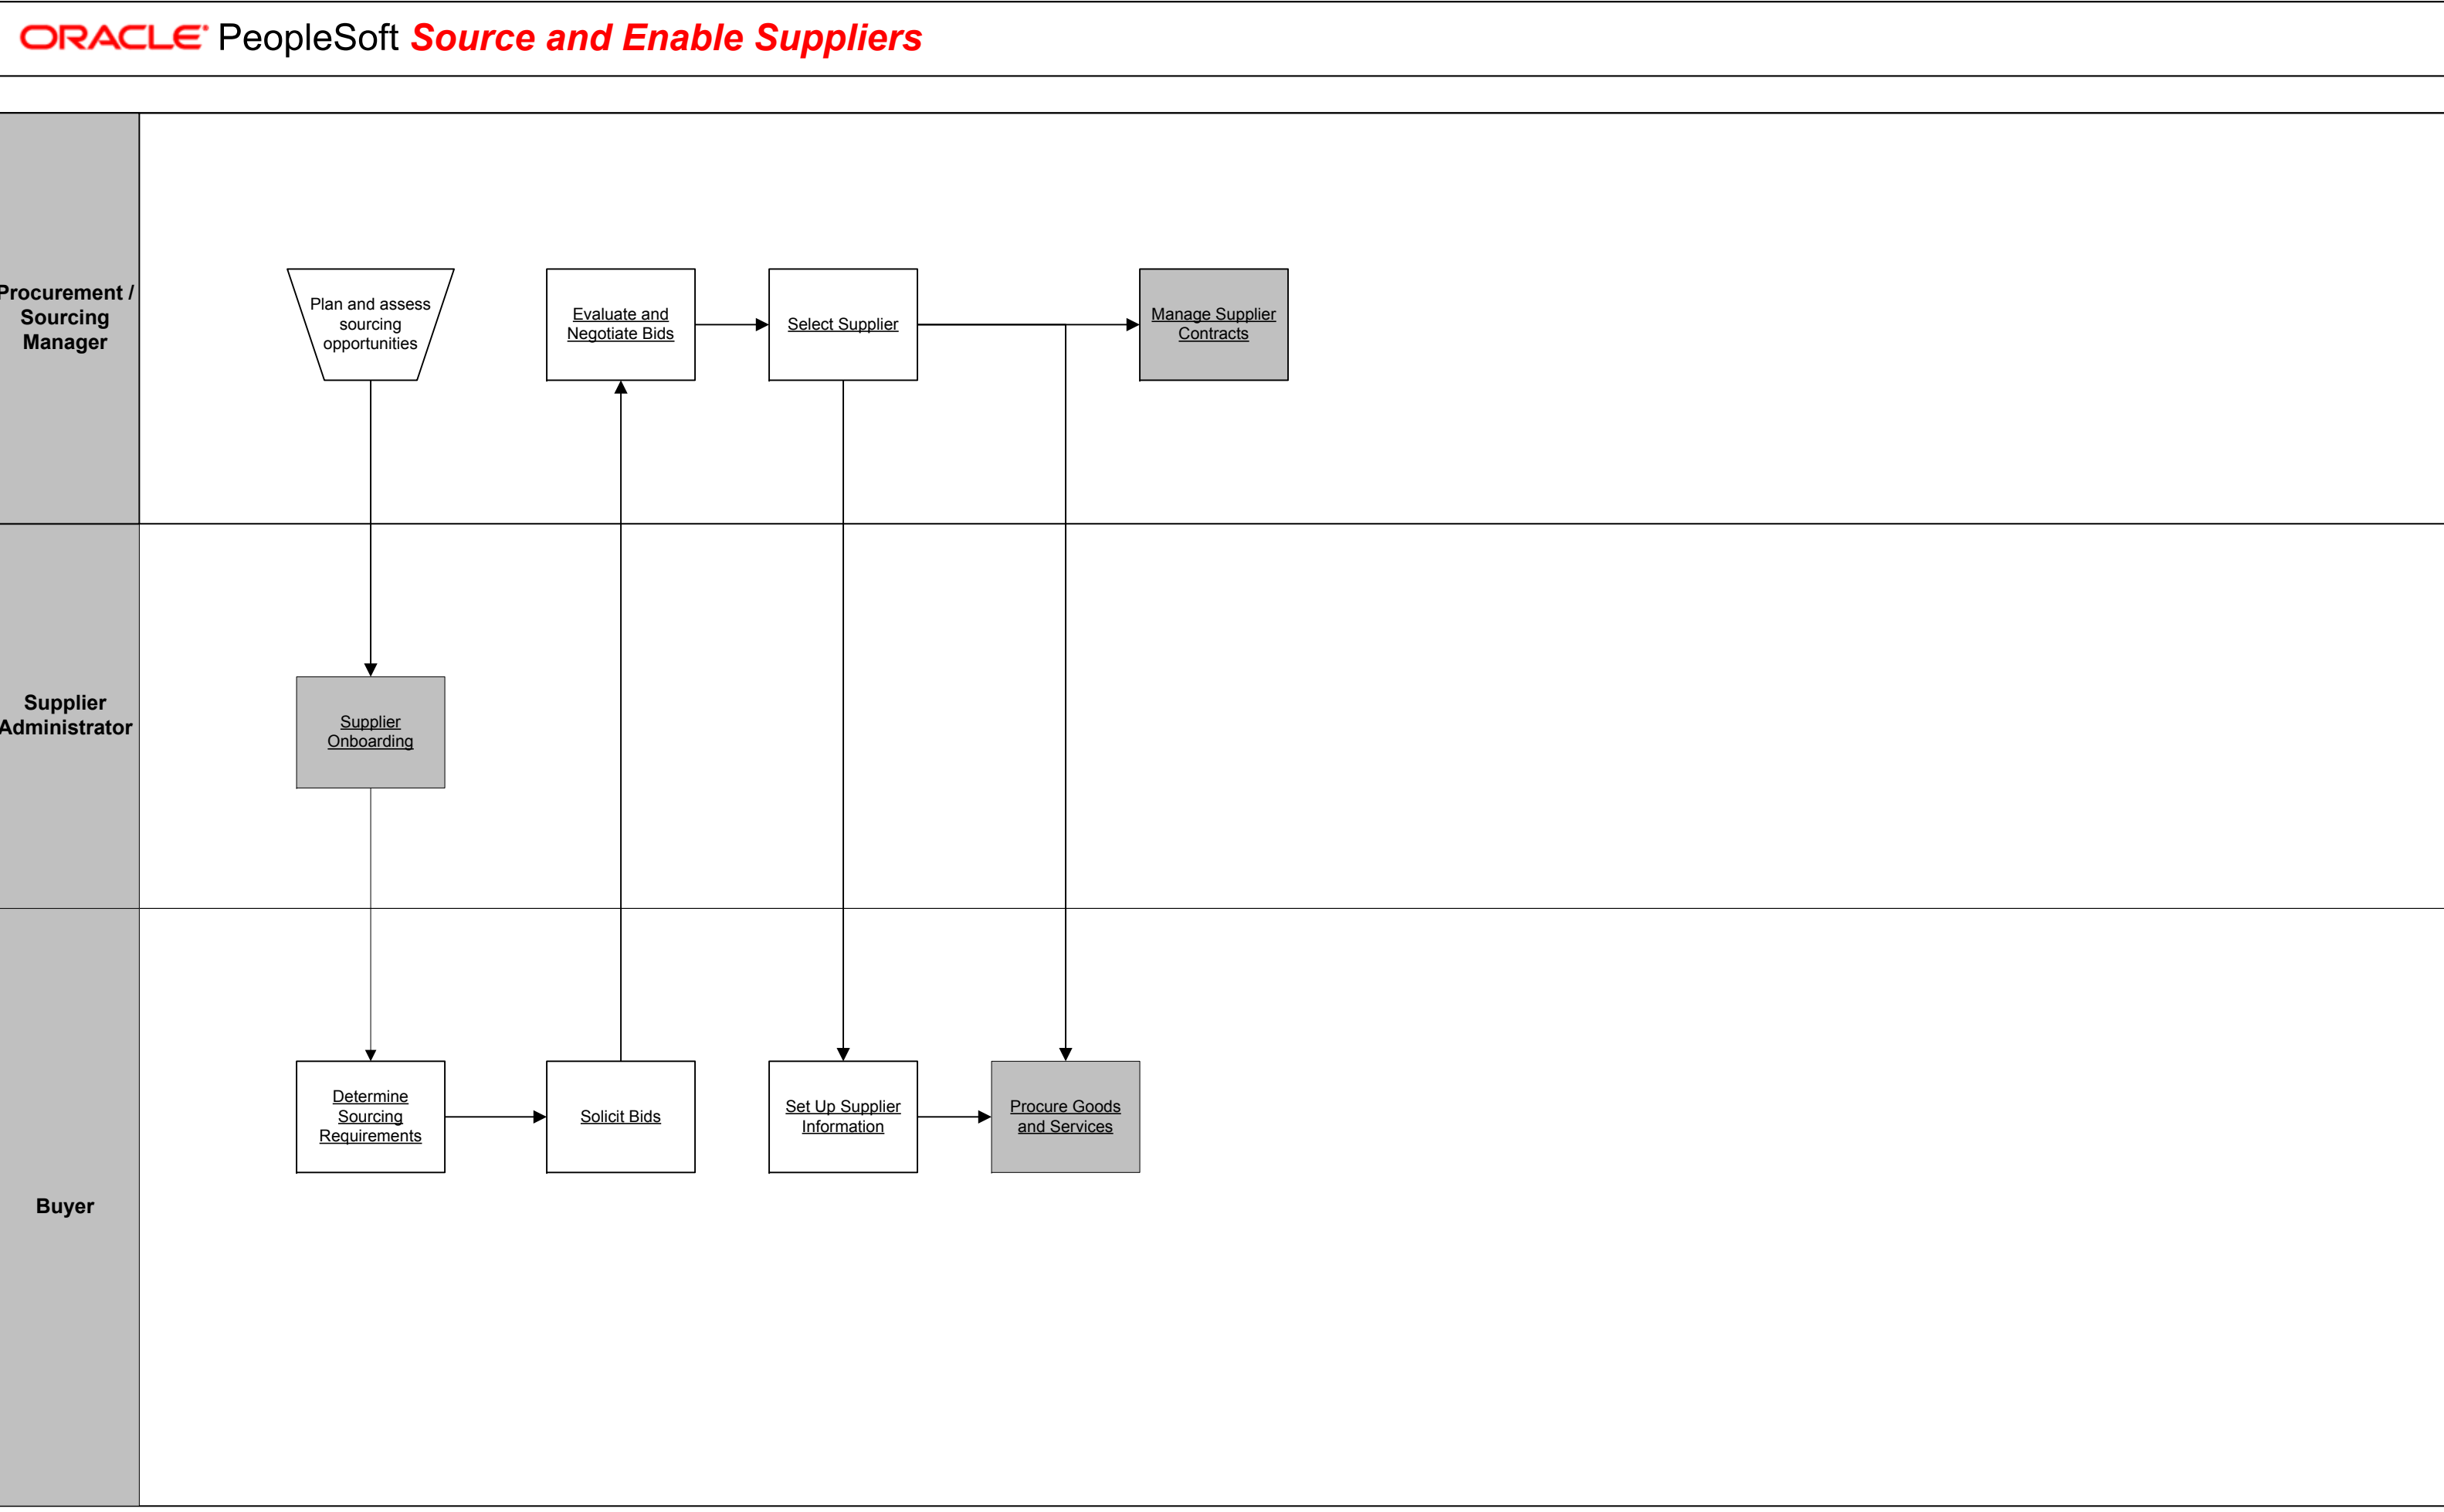 ORACLE PeopleSoft Source and Enable Suppliers
Procurement /
Sourcing
Manager
Plan and assess
sourcing
opportunities
Evaluate and
Negotiate Bids
Select Supplier
Manage Supplier
Contracts
Supplier
Administrator
Supplier
Onboarding
Buyer
Determine
Sourcing
Requirements
Solicit Bids
Set Up Supplier
Information
Procure Goods
and Services